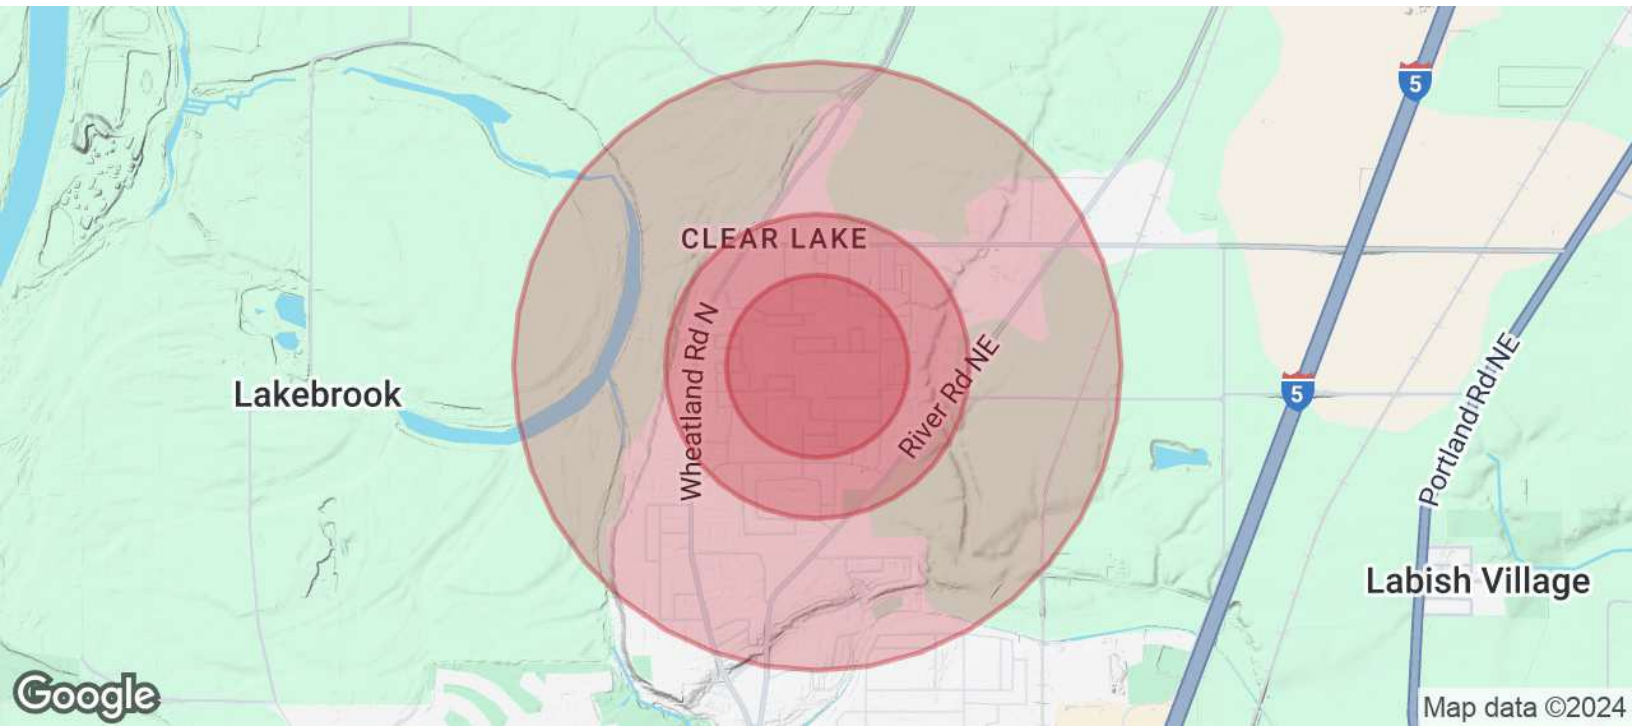 5
CLEAR LAKE
Wheatland Rd N
River Rd NE
Lakebrook
5
Portland Rd NE
Labish Village
Google
Map data ©2024